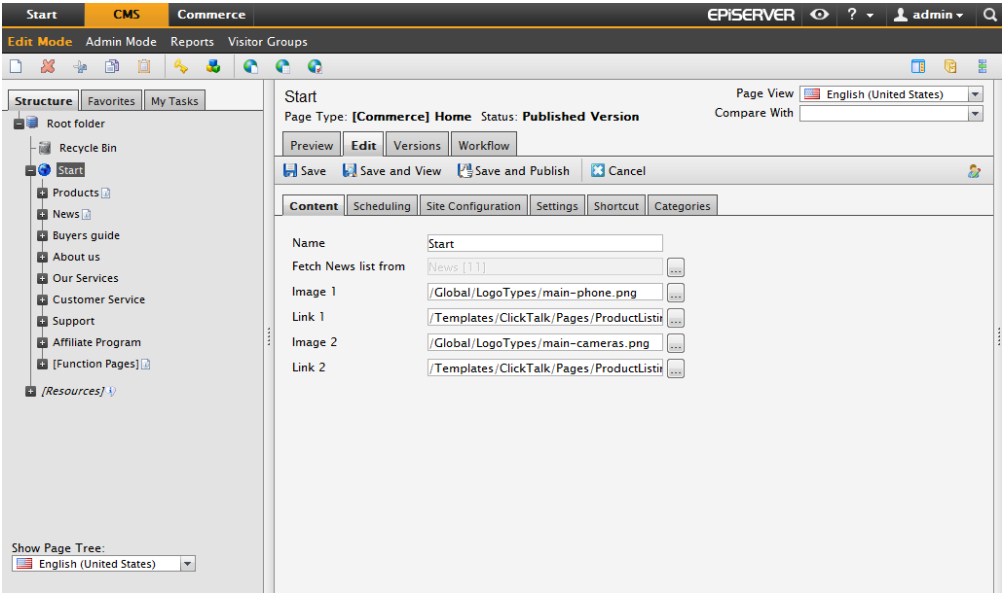 Start CMS Commerce EPiSERVER ? admin
Edit Mode Admin Mode Reports Visitor Groups
Structure Favorites My Tasks
Root folder
Recycle Bin
Start
Products
News
Buyers guide
About us
Our Services
Customer Service
Support
Affiliate Program
[Function Pages]
[Resources]
Show Page Tree:
English (United States)
Start
Page View English (United States)
Page Type: [Commerce] Home Status: Published Version
Compare With
Preview Edit Versions Workflow
Save Save and View Save and Publish Cancel
Content Scheduling Site Configuration Settings Shortcut Categories
Name Start
Fetch News list from News [11] ...
Image 1 /Global/LogoTypes/main-phone.png ...
Link 1 /Templates/ClickTalk/Pages/ProductListin ...
Image 2 /Global/LogoTypes/main-cameras.png ...
Link 2 /Templates/ClickTalk/Pages/ProductListin ...